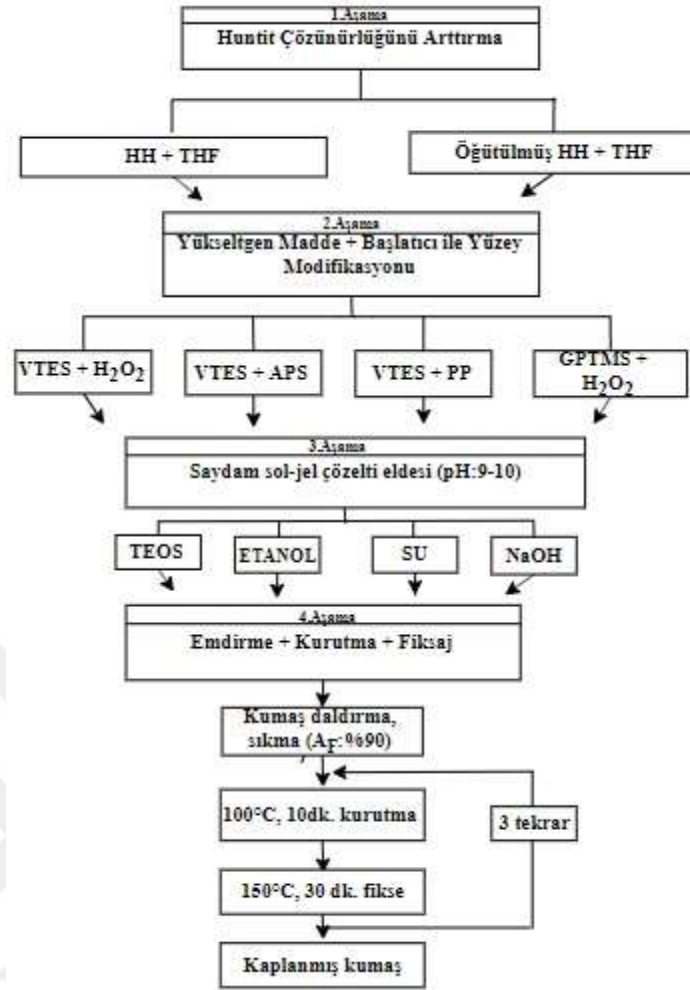 1.Aşama
Huntit Çözünürlüğünü Arttırma
HH + THF
Öğütülmüş HH + THF
2.Aşama
Yükseltgen Madde + Başlatıcı ile Yüzey
Modifikasyonu
VTES + H₂O₂
VTES + APS
VTES + PP
GPTMS +
H₂O₂
3.Aşama
Saydam sol-jel çözelti eldesi (pH:9-10)
TEOS
ETANOL
SU
NaOH
4.Aşama
Emdirme + Kurutma + Fiksaj
Kumaş daldırma,
sıkma (AF:%90)
100°C, 10dk. kurutma
3 tekrar
150°C, 30 dk. fikse
Kaplanmış kumaş